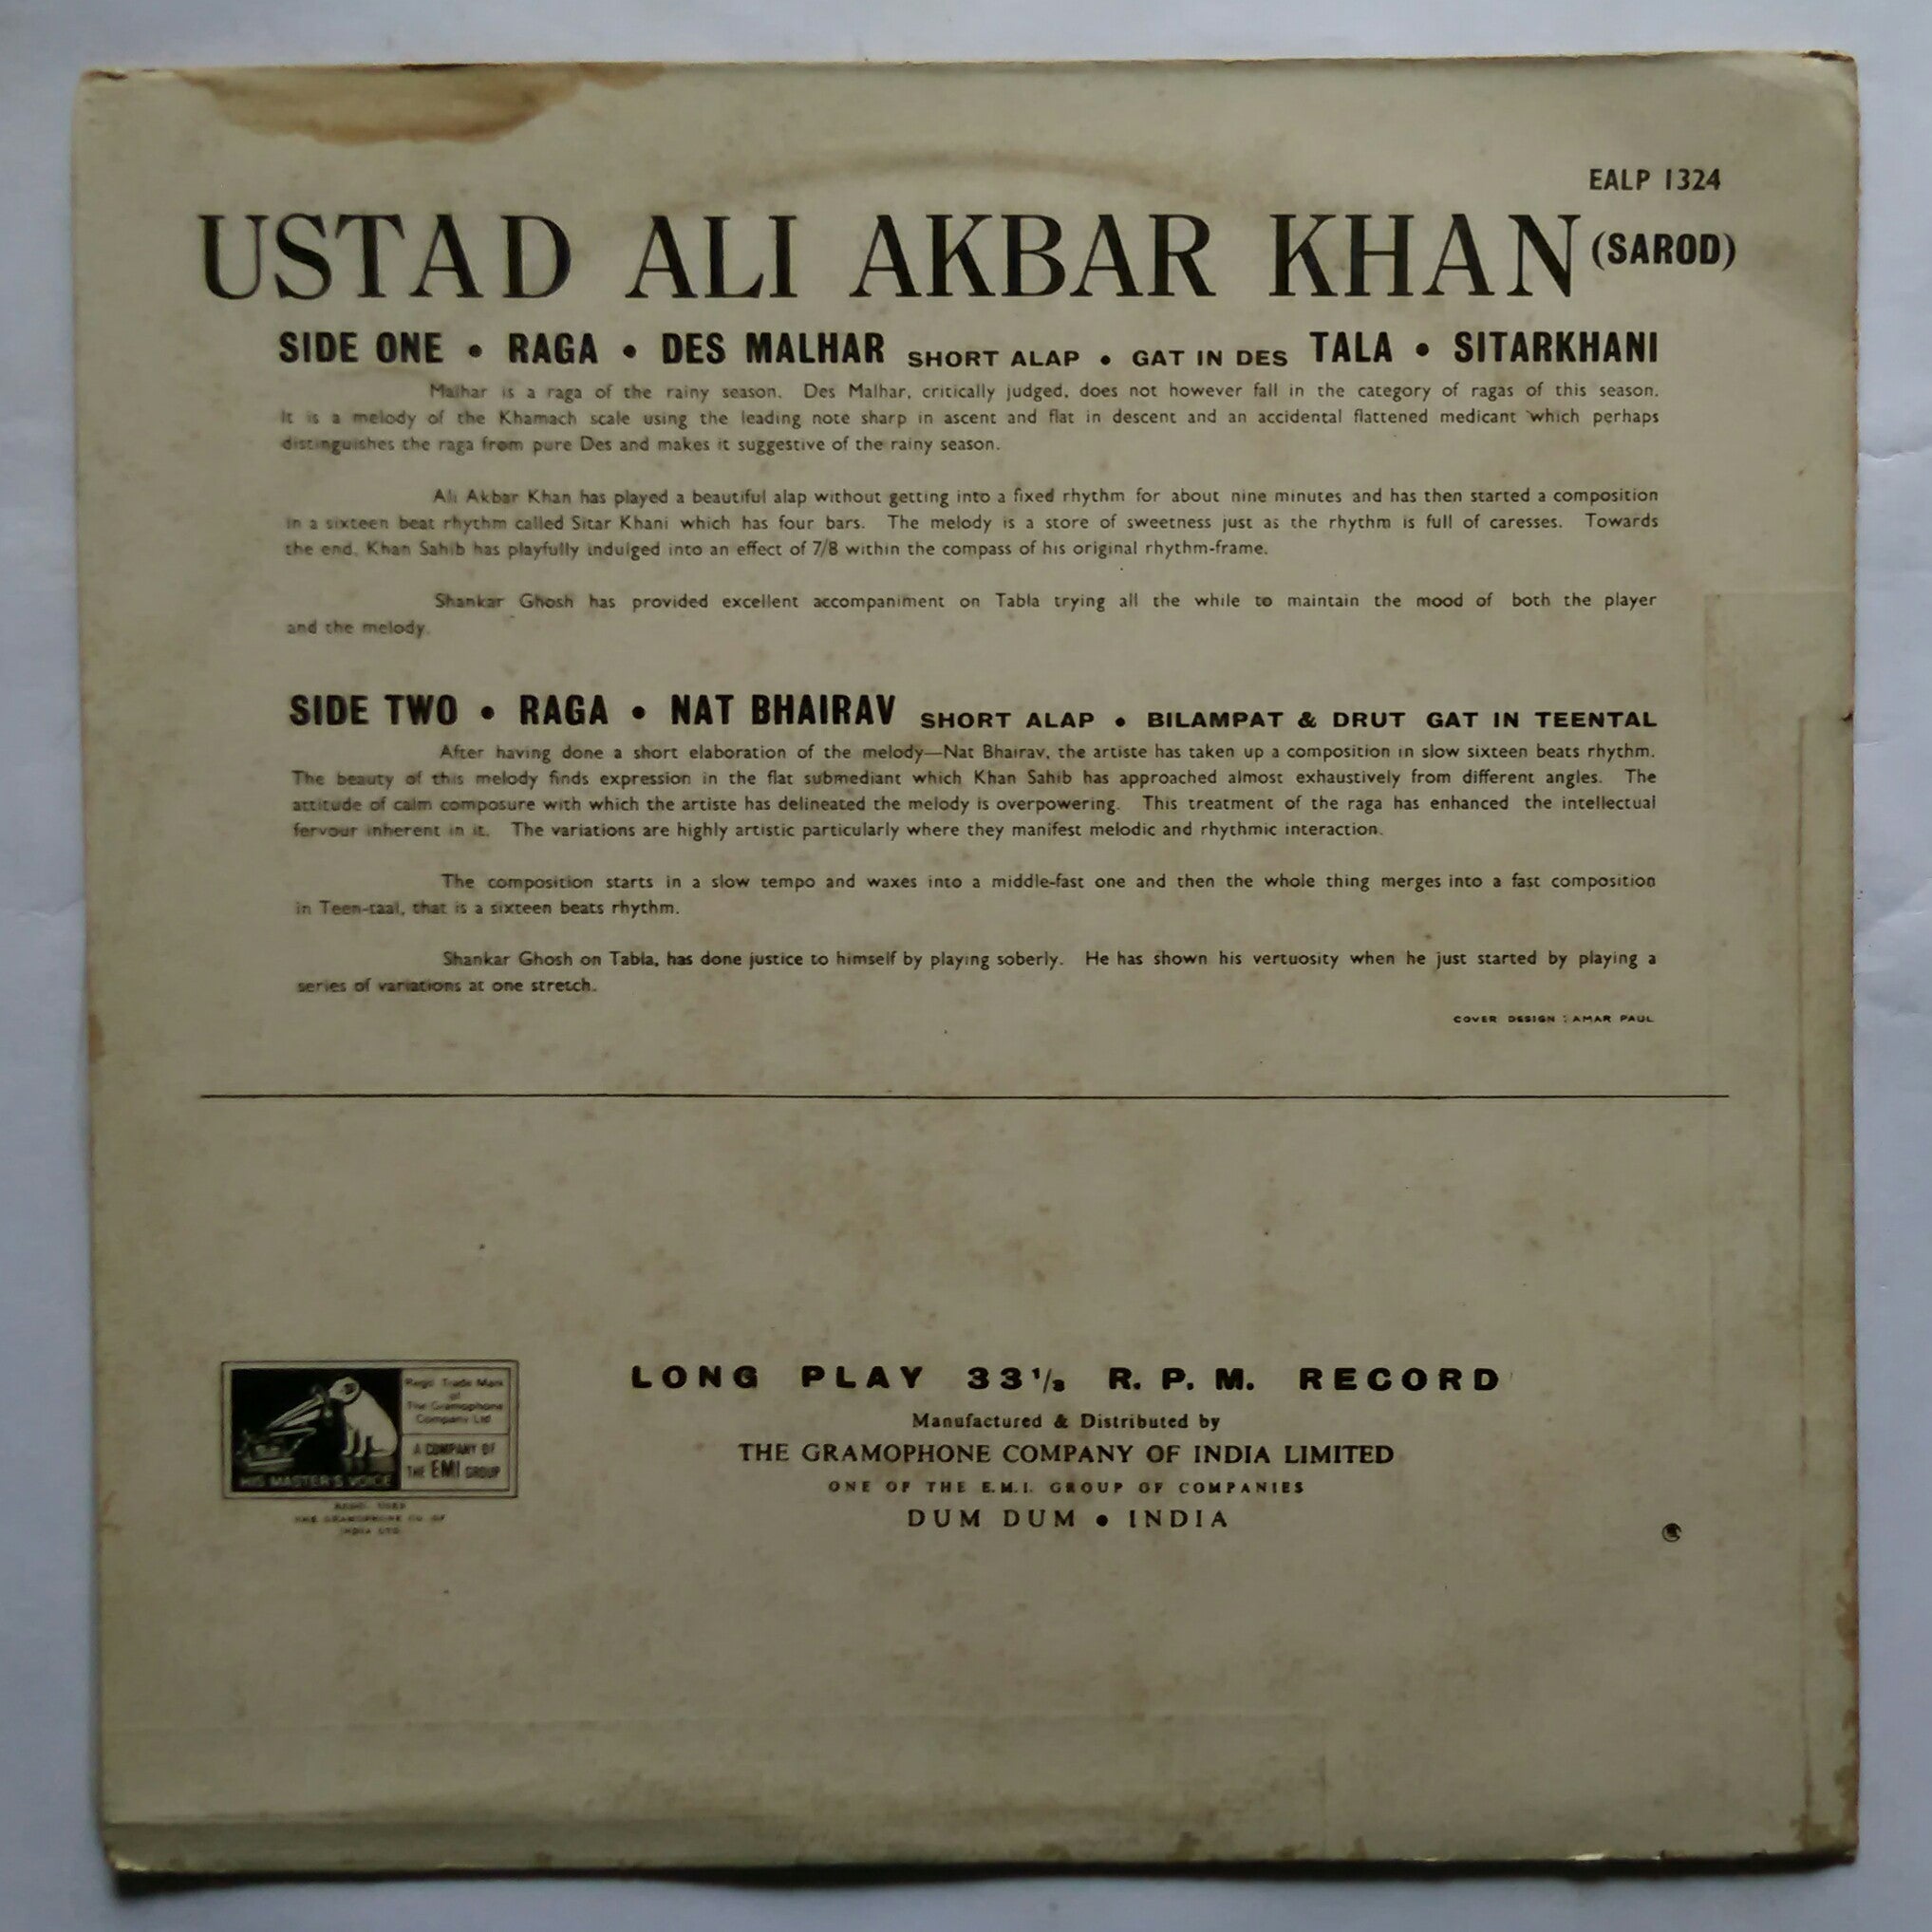 EALP 1324
USTAD ALI AKBAR KHAN (SAROD)
SIDE ONE • RAGA • DES MALHAR SHORT ALAP • GAT IN DES TALA • SITARKHANI
Malhar is a raga of the rainy season. Des Malhar, critically judged, does not however fall in the category of ragas of this season.
It is a melody of the Khamach scale using the leading note sharp in ascent and flat in descent and an accidental flattened medicant which perhaps
distinguishes the raga from pure Des and makes it suggestive of the rainy season.
Ali Akbar Khan has played a beautiful alap without getting into a fixed rhythm for about nine minutes and has then started a composition
in a sixteen beat rhythm called Sitar Khani which has four bars. The melody is a store of sweetness just as the rhythm is full of caresses. Towards
the end, Khan Sahib has playfully indulged into an effect of 7/8 within the compass of his original rhythm-frame.
Shankar Ghosh has provided excellent accompaniment on Tabla trying all the while to maintain the mood of both the player
and the melody.
SIDE TWO • RAGA • NAT BHAIRAV SHORT ALAP • BILAMPAT & DRUT GAT IN TEENTAL
After having done a short elaboration of the melody—Nat Bhairav, the artiste has taken up a composition in slow sixteen beats rhythm.
The beauty of this melody finds expression in the flat submediant which Khan Sahib has approached almost exhaustively from different angles. The
attitude of calm composure with which the artiste has delineated the melody is overpowering. This treatment of the raga has enhanced the intellectual
fervour inherent in it. The variations are highly artistic particularly where they manifest melodic and rhythmic interaction.
The composition starts in a slow tempo and waxes into a middle-fast one and then the whole thing merges into a fast composition
in Teen-taal, that is a sixteen beats rhythm.
Shankar Ghosh on Tabla, has done justice to himself by playing soberly. He has shown his vertuosity when he just started by playing a
series of variations at one stretch.
COVER DESIGN : AMAR PAUL
Regd. Trade Mark
of
The Gramophone
Company Ltd
A COMPANY OF
THE EMI GROUP
HIS MASTER'S VOICE
REGD. USER
THE GRAMOPHONE CO. OF
INDIA LTD.
LONG PLAY 33⅓ R. P. M. RECORD
Manufactured & Distributed by
THE GRAMOPHONE COMPANY OF INDIA LIMITED
ONE OF THE E.M.I. GROUP OF COMPANIES
DUM DUM • INDIA